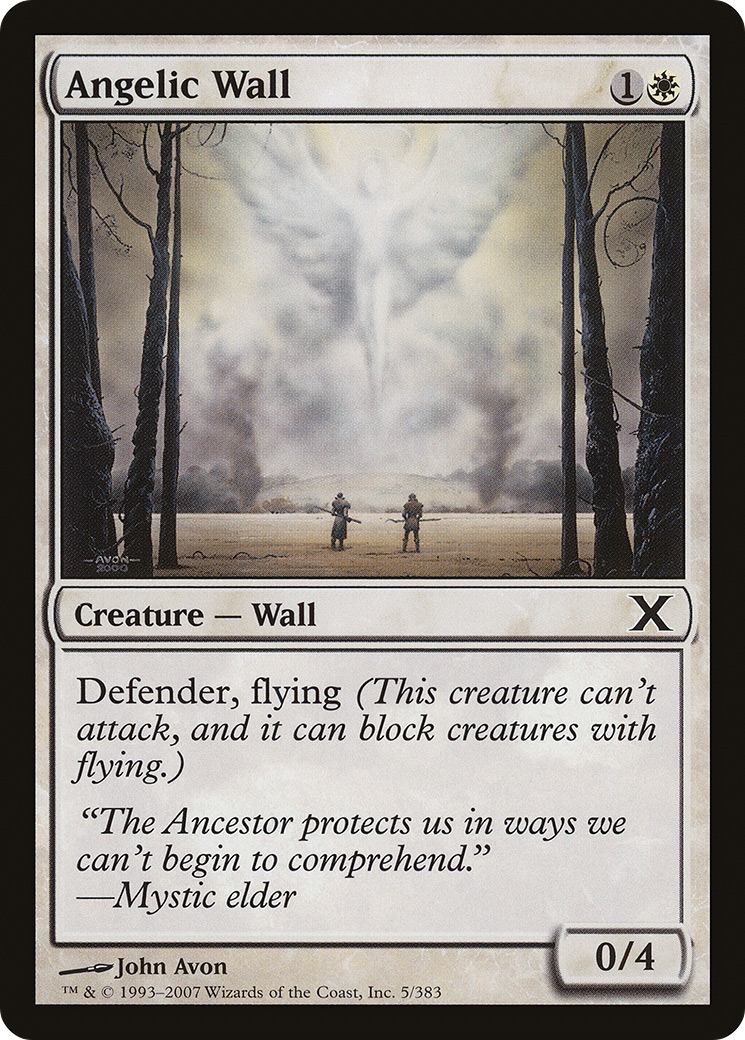 Angelic Wall
1
—AVON—
2000
Creature — Wall
X
Defender, flying (This creature can’t
attack, and it can block creatures with
flying.)
“The Ancestor protects us in ways we
can’t begin to comprehend.”
—Mystic elder
0/4
John Avon
™ & © 1993–2007 Wizards of the Coast, Inc. 5/383